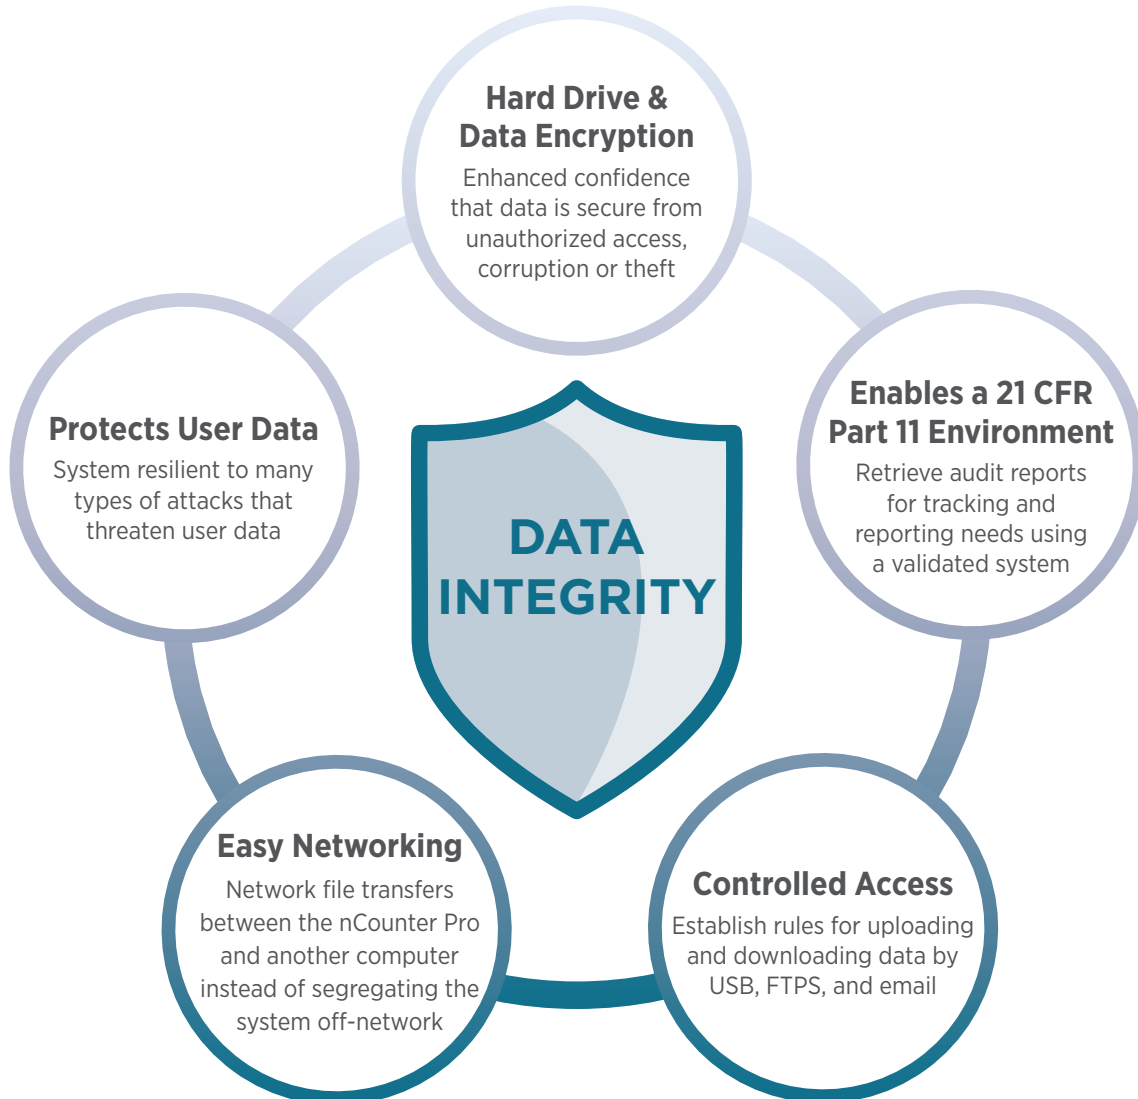 Hard Drive &
Data Encryption
Enhanced confidence
that data is secure from
unauthorized access,
corruption or theft
Enables a 21 CFR
Part 11 Environment
Retrieve audit reports
for tracking and
reporting needs using
a validated system
Controlled Access
Establish rules for uploading
and downloading data by
USB, FTPS, and email
Easy Networking
Network file transfers
between the nCounter Pro
and another computer
instead of segregating the
system off-network
Protects User Data
System resilient to many
types of attacks that
threaten user data
DATA
INTEGRITY